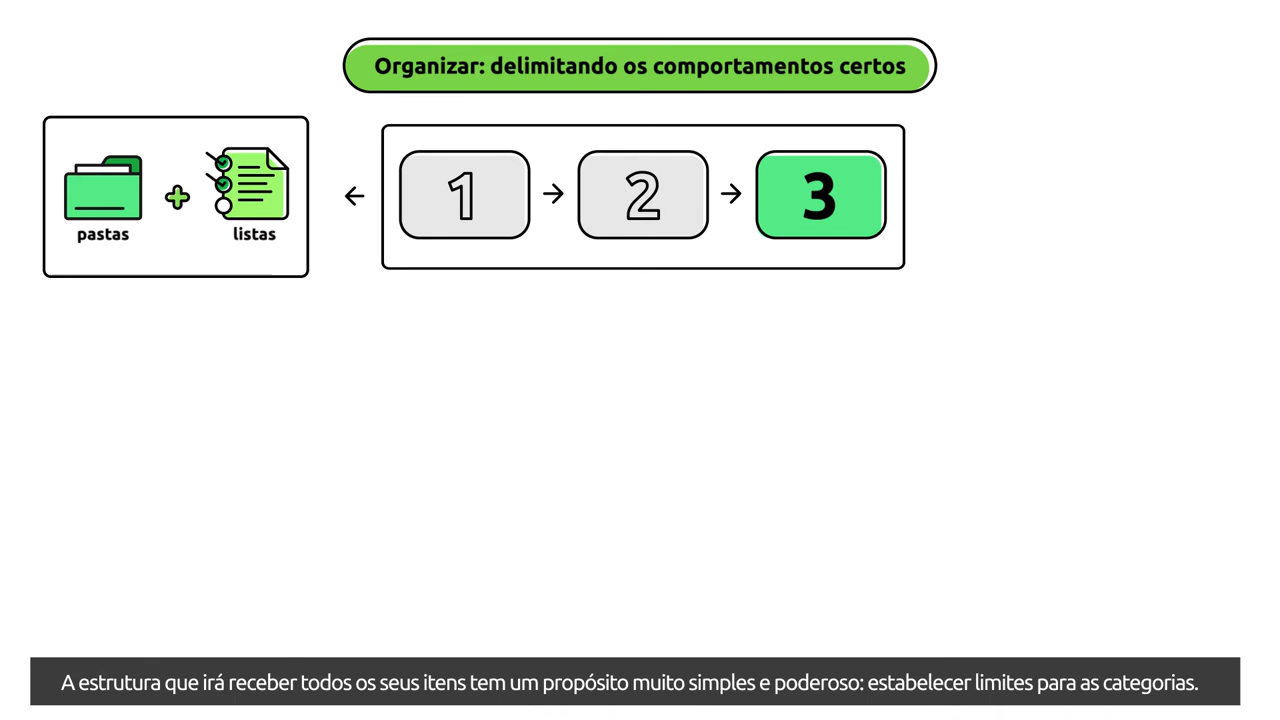 Organizar: delimitando os comportamentos certos
pastas
listas
1
2
3
A estrutura que irá receber todos os seus itens tem um propósito muito simples e poderoso: estabelecer limites para as categorias.